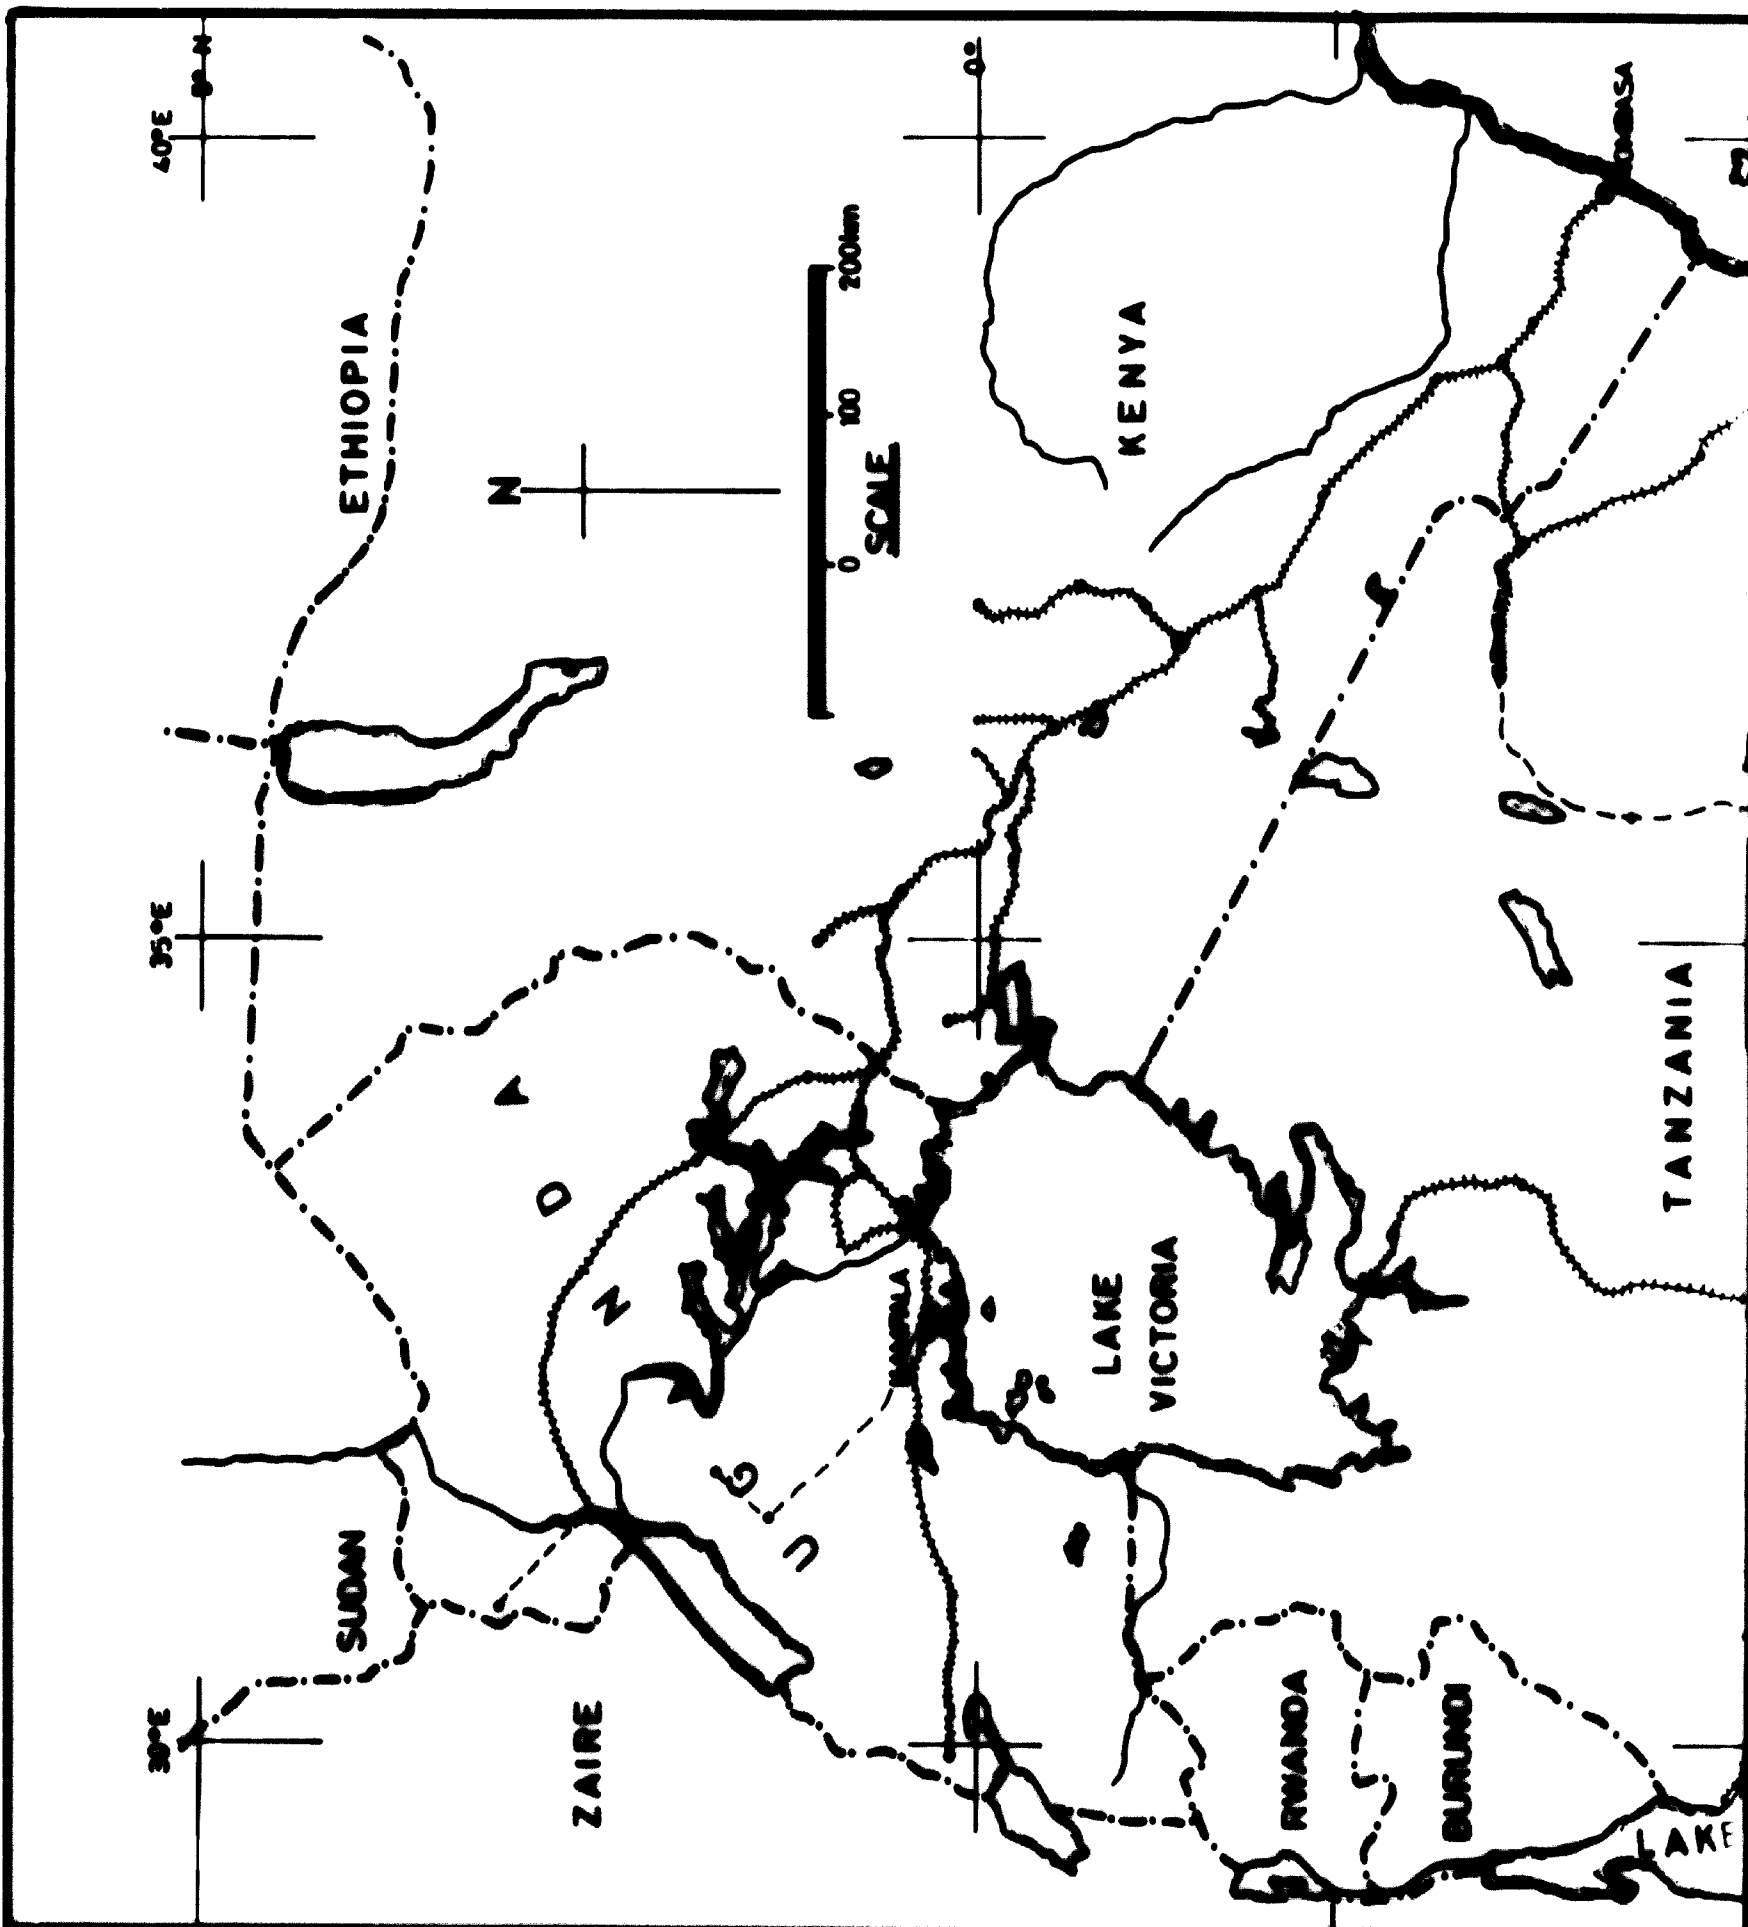 30°E
35°E
40°E
N
SUDAN
ETHIOPIA
N
ZAIRE
U G A N D A
0
100
200km
SCALE
KAMPALA
0°
LAKE
VICTORIA
KENYA
RWANDA
BURUNDI
TANZANIA
LAKE